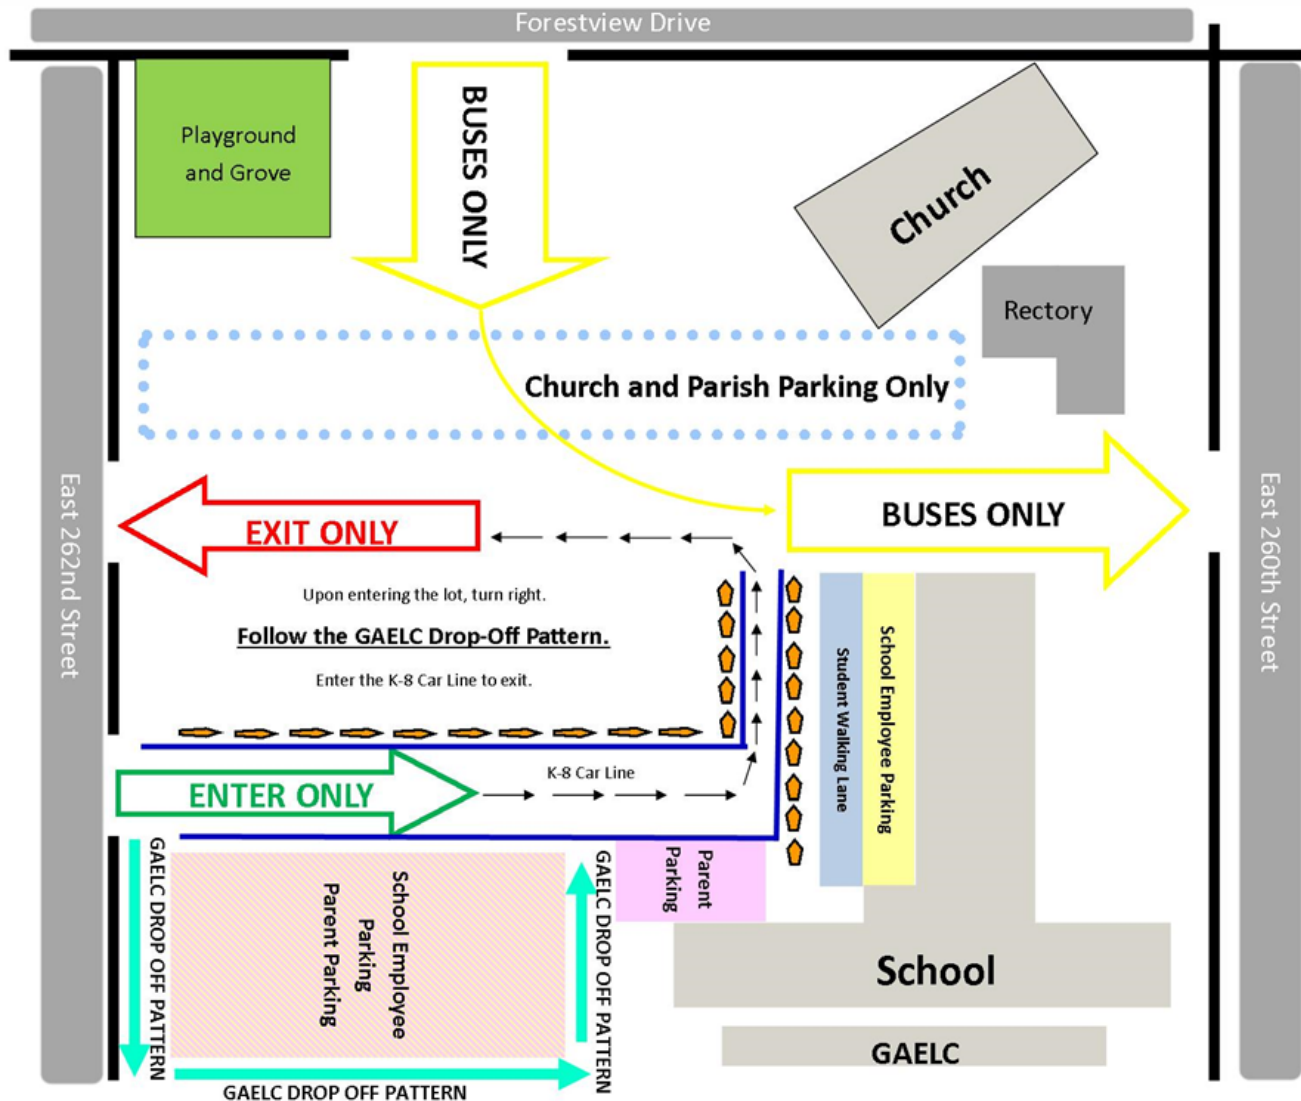 Forestview Drive
BUSES ONLY
Playground
and Grove
Church
Rectory
Church and Parish Parking Only
East 262nd Street
EXIT ONLY
BUSES ONLY
East 260th Street
Upon entering the lot, turn right.
Follow the GAELC Drop-Off Pattern.
Enter the K-8 Car Line to exit.
Student Walking Lane
School Employee Parking
K-8 Car Line
ENTER ONLY
GAELC DROP OFF PATTERN
School Employee
Parking
Parent Parking
GAELC DROP OFF PATTERN
Parent
Parking
School
GAELC
GAELC DROP OFF PATTERN